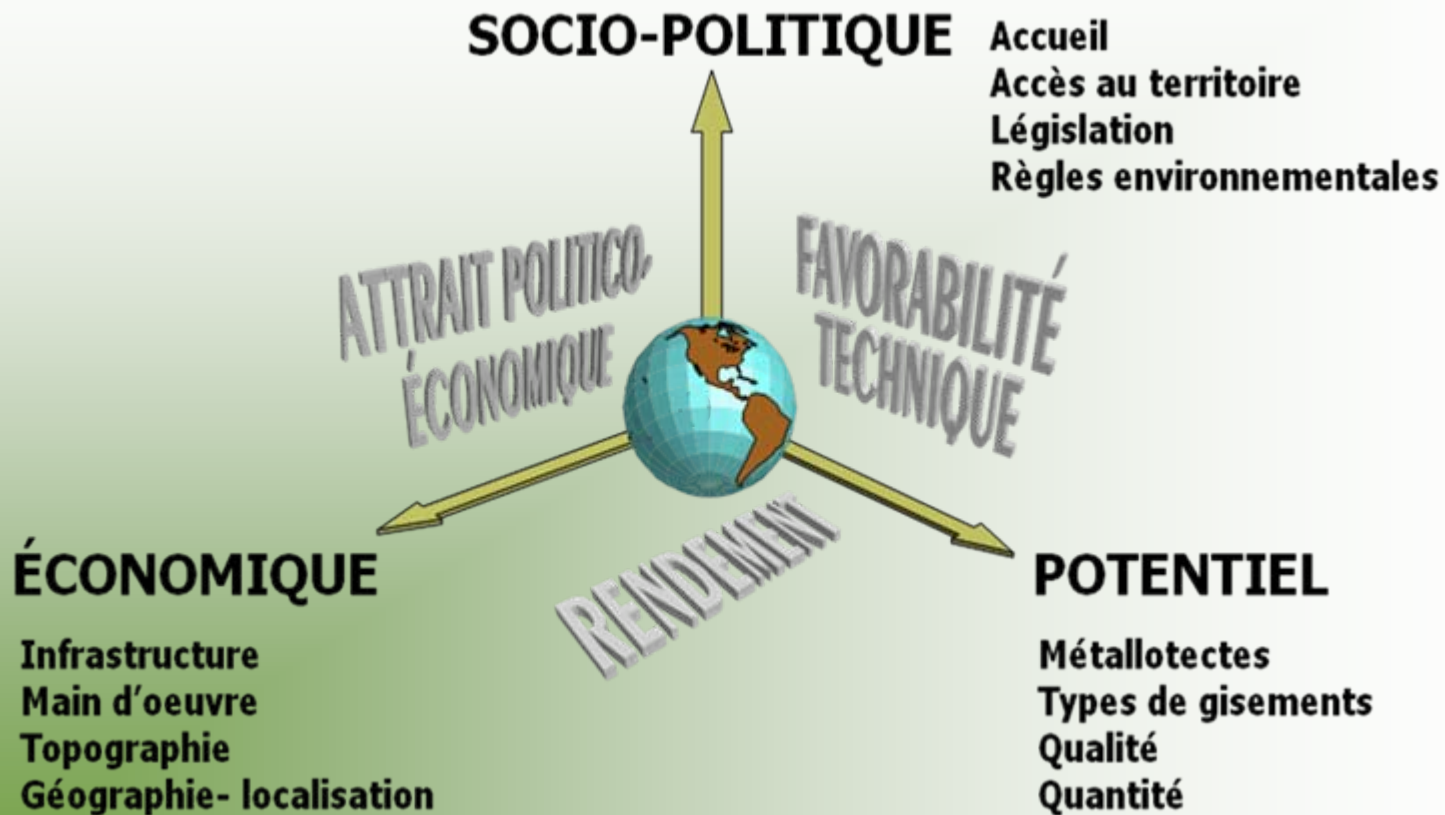 SOCIO-POLITIQUE
Accueil
Accès au territoire
Législation
Règles environnementales
ATTRAIT POLITICO-
ÉCONOMIQUE
FAVORABILITÉ
TECHNIQUE
RENDEMENT
ÉCONOMIQUE
Infrastructure
Main d’oeuvre
Topographie
Géographie- localisation
POTENTIEL
Métallotectes
Types de gisements
Qualité
Quantité